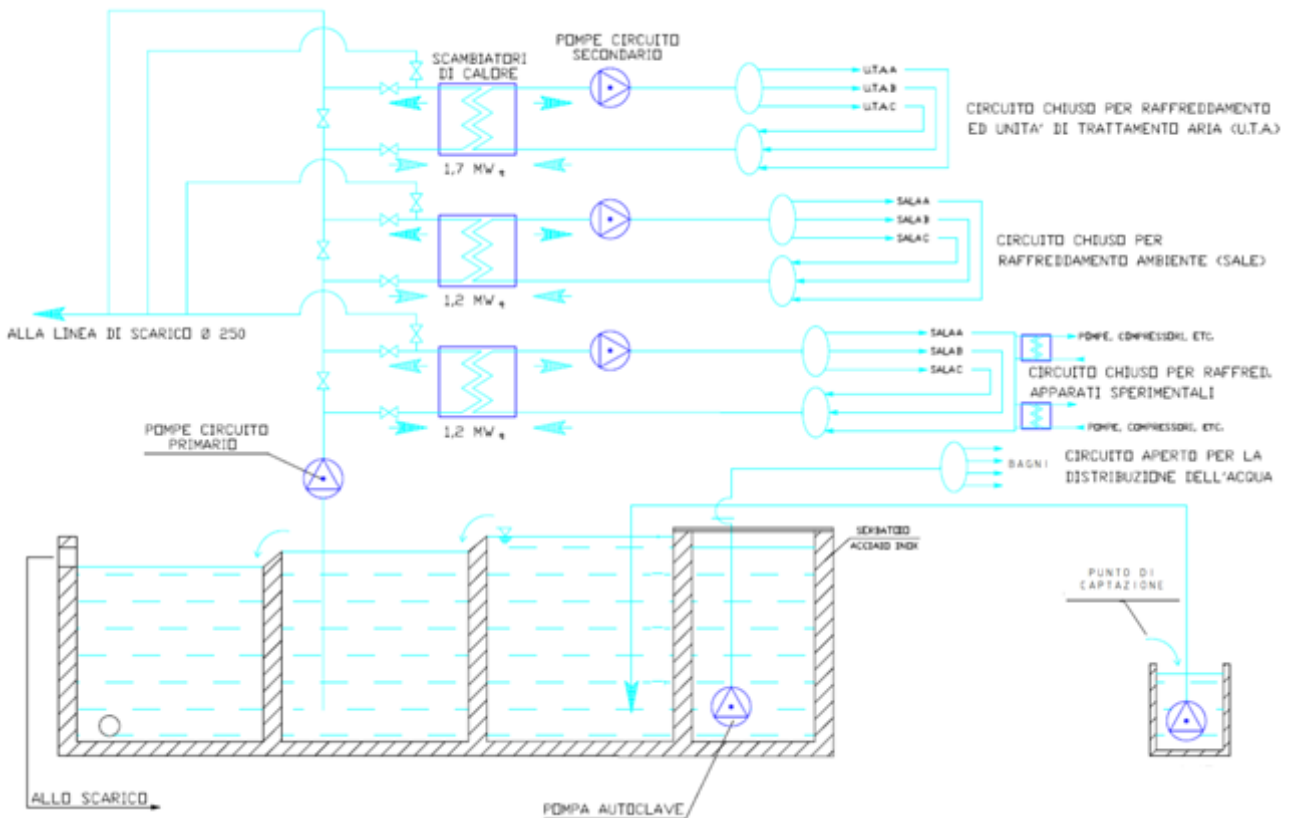 POMPE CIRCUITO
SECONDARIO
SCAMBIATORI
DI CALORE
U.T.A.A
U.T.A.B
U.T.A.C
CIRCUITO CHIUSO PER RAFFREDDAMENTO
ED UNITA' DI TRATTAMENTO ARIA (U.T.A.)
1,7 MW q
SALA A
SALA B
SALA C
CIRCUITO CHIUSO PER
RAFFREDDAMENTO AMBIENTE (SALE)
1,2 MW q
ALLA LINEA DI SCARICO Ø 250
SALA A
SALA B
SALA C
POMPE, COMPRESSORI, ETC.
CIRCUITO CHIUSO PER RAFFRED.
APPARATI SPERIMENTALI
1,2 MW q
POMPE, COMPRESSORI, ETC.
POMPE CIRCUITO
PRIMARIO
BAGNI
CIRCUITO APERTO PER LA
DISTRIBUZIONE DELL'ACQUA
SERBATOIO
ACCIAIO INOX
PUNTO DI
CAPTAZIONE
ALLO SCARICO
POMPA AUTOCLAVE